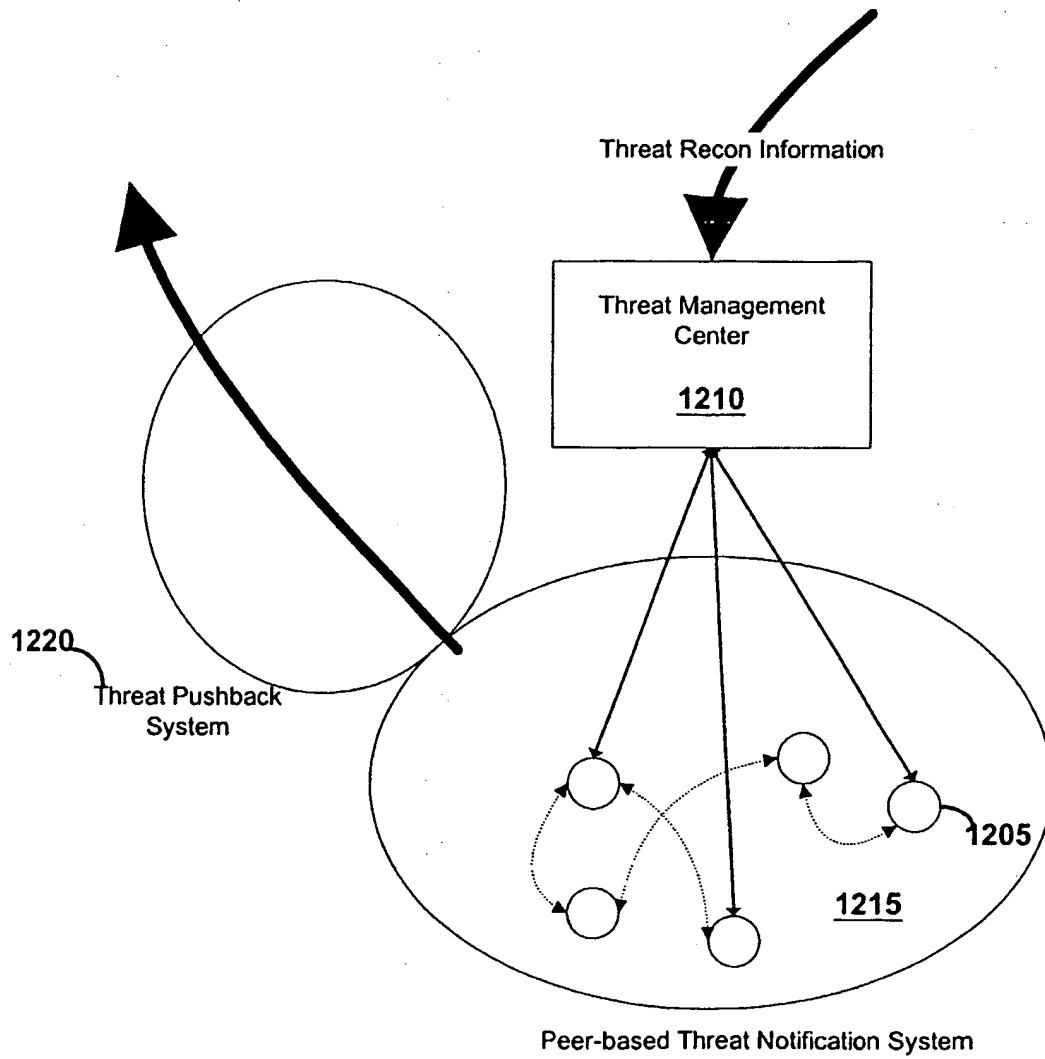 Threat Recon Information
Threat Management
Center
1210
1220
Threat Pushback
System
1205
1215
Peer-based Threat Notification System